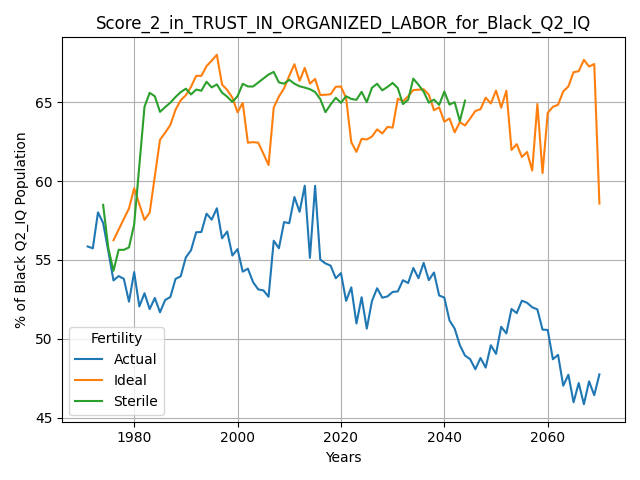 Score_2_in_TRUST_IN_ORGANIZED_LABOR_for_Black_Q2_IQ
% of Black Q2_IQ Population
65
60
55
50
45
Fertility
Actual
Ideal
Sterile
1980
2000
2020
2040
2060
Years